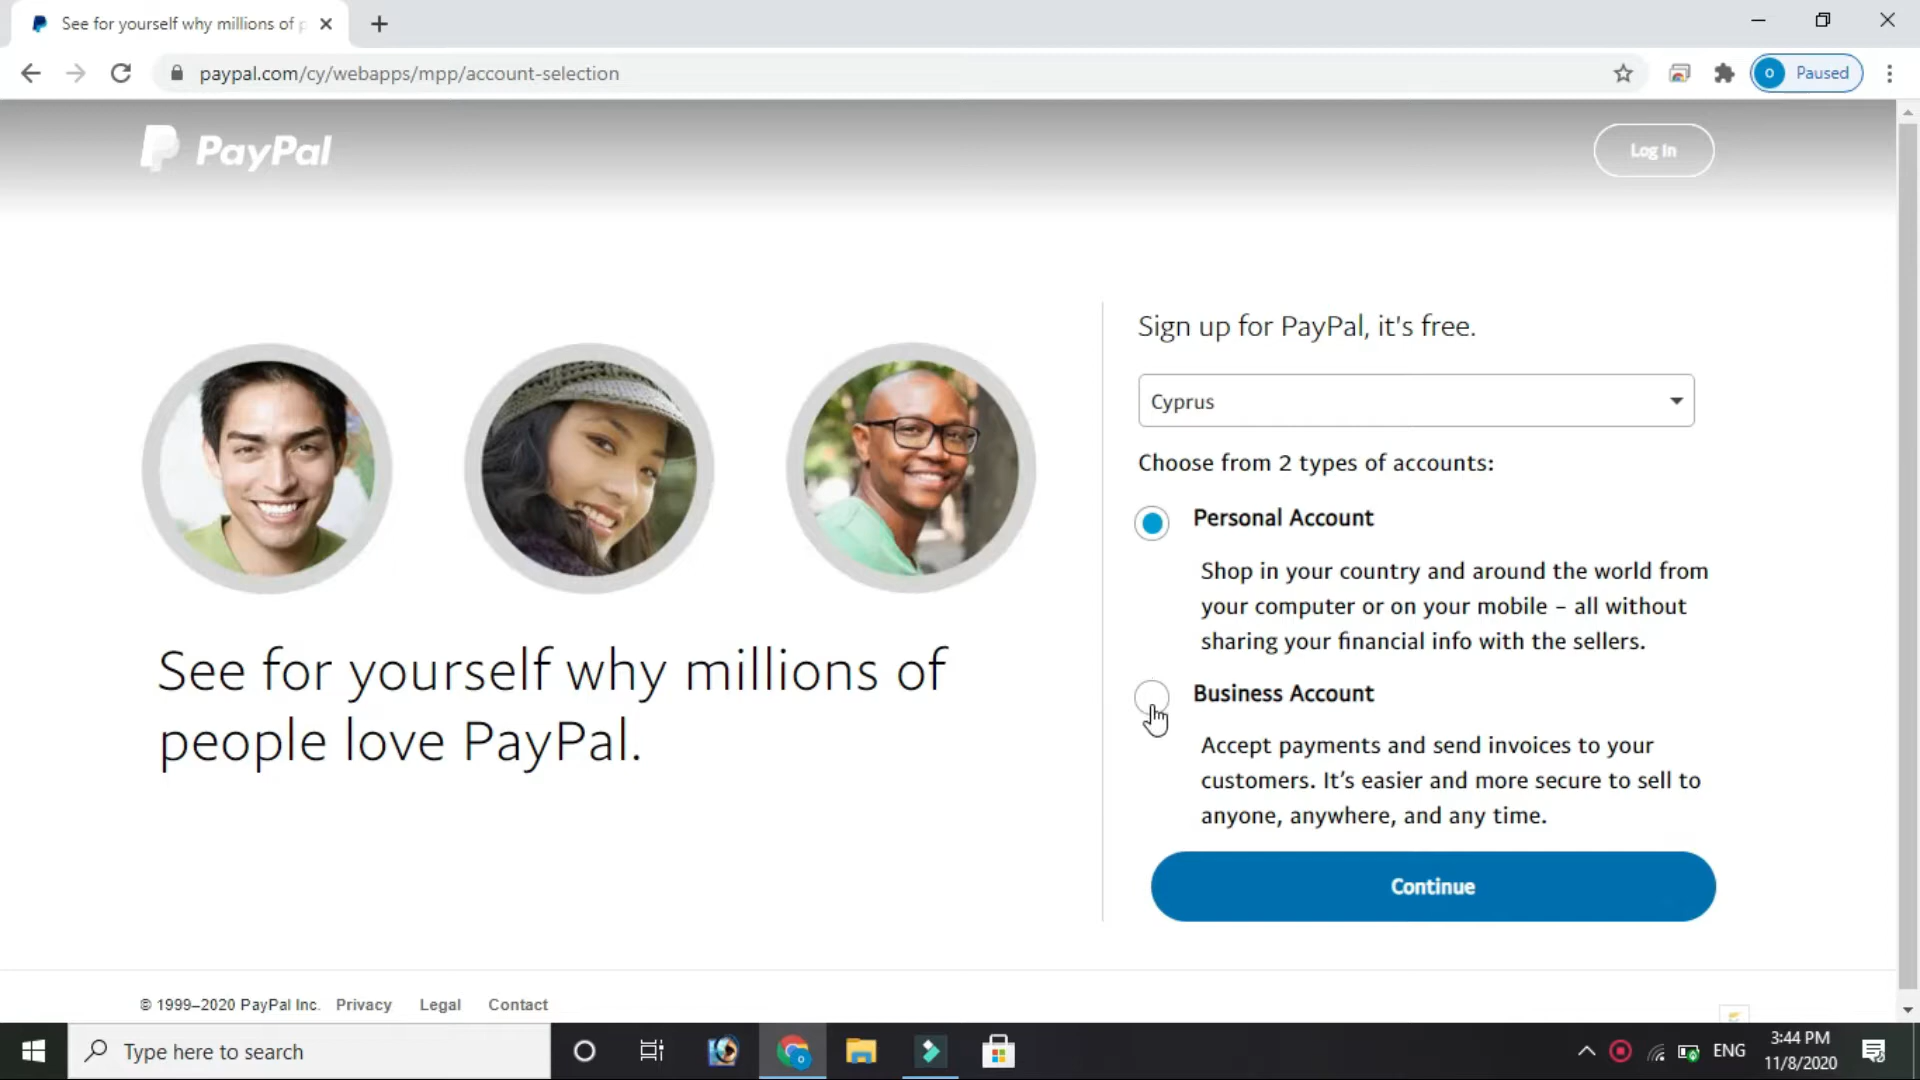 See for yourself why millions of p
paypal.com/cy/webapps/mpp/account-selection
o
Paused
PayPal
Log In
Sign up for PayPal, it's free.
Cyprus
Choose from 2 types of accounts:
Personal Account
Shop in your country and around the world from
your computer or on your mobile – all without
sharing your financial info with the sellers.
Business Account
Accept payments and send invoices to your
customers. It's easier and more secure to sell to
anyone, anywhere, and any time.
Continue
See for yourself why millions of
people love PayPal.
© 1999–2020 PayPal Inc. Privacy Legal Contact
Type here to search
ENG
3:44 PM
11/8/2020